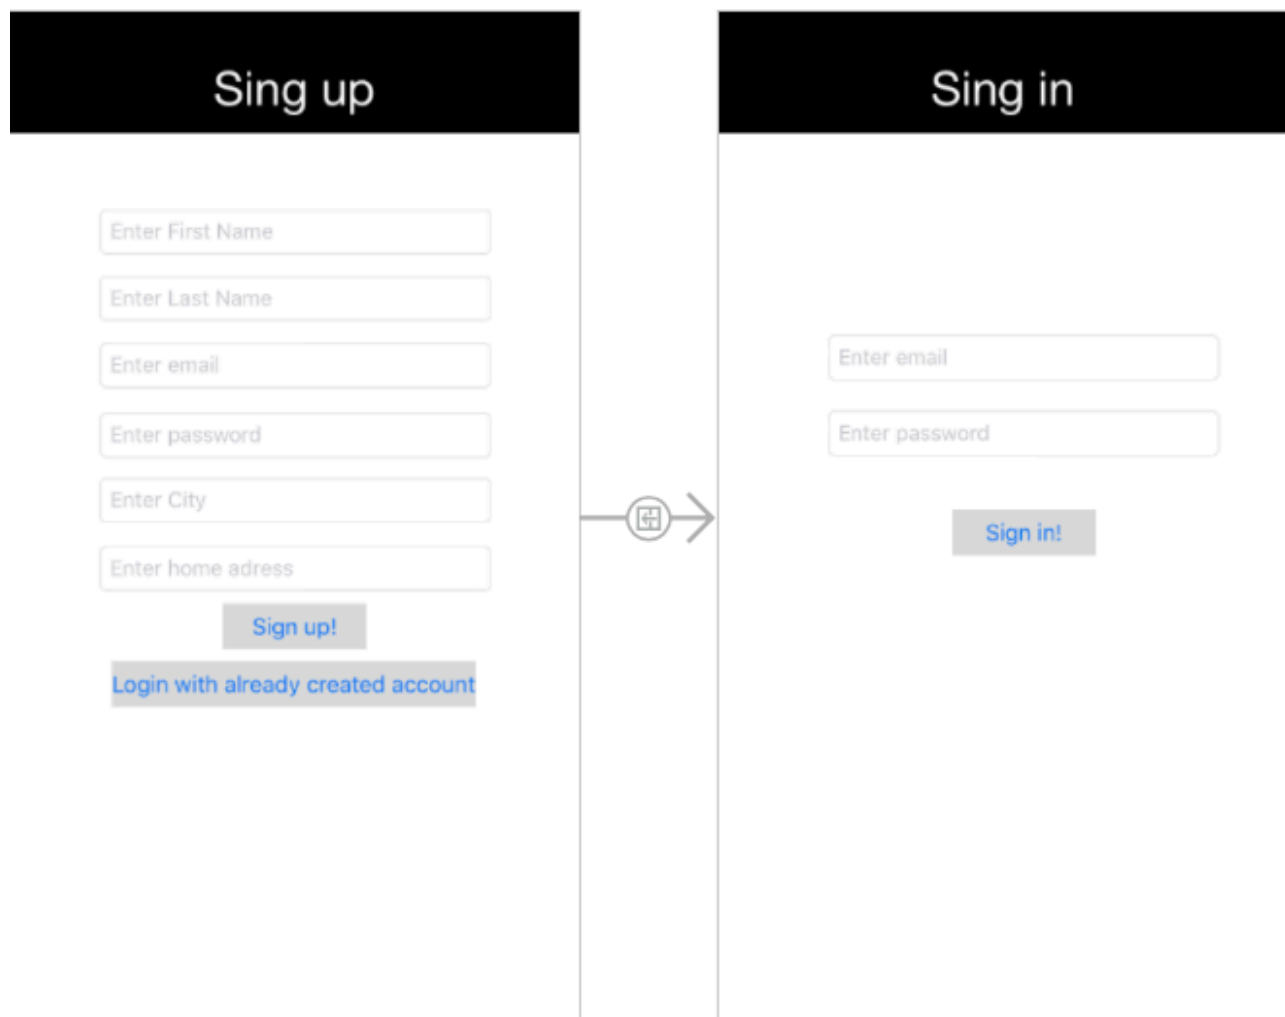 Sing up
Enter First Name
Enter Last Name
Enter email
Enter password
Enter City
Enter home adress
Sign up!
Login with already created account
Sing in
Enter email
Enter password
Sign in!